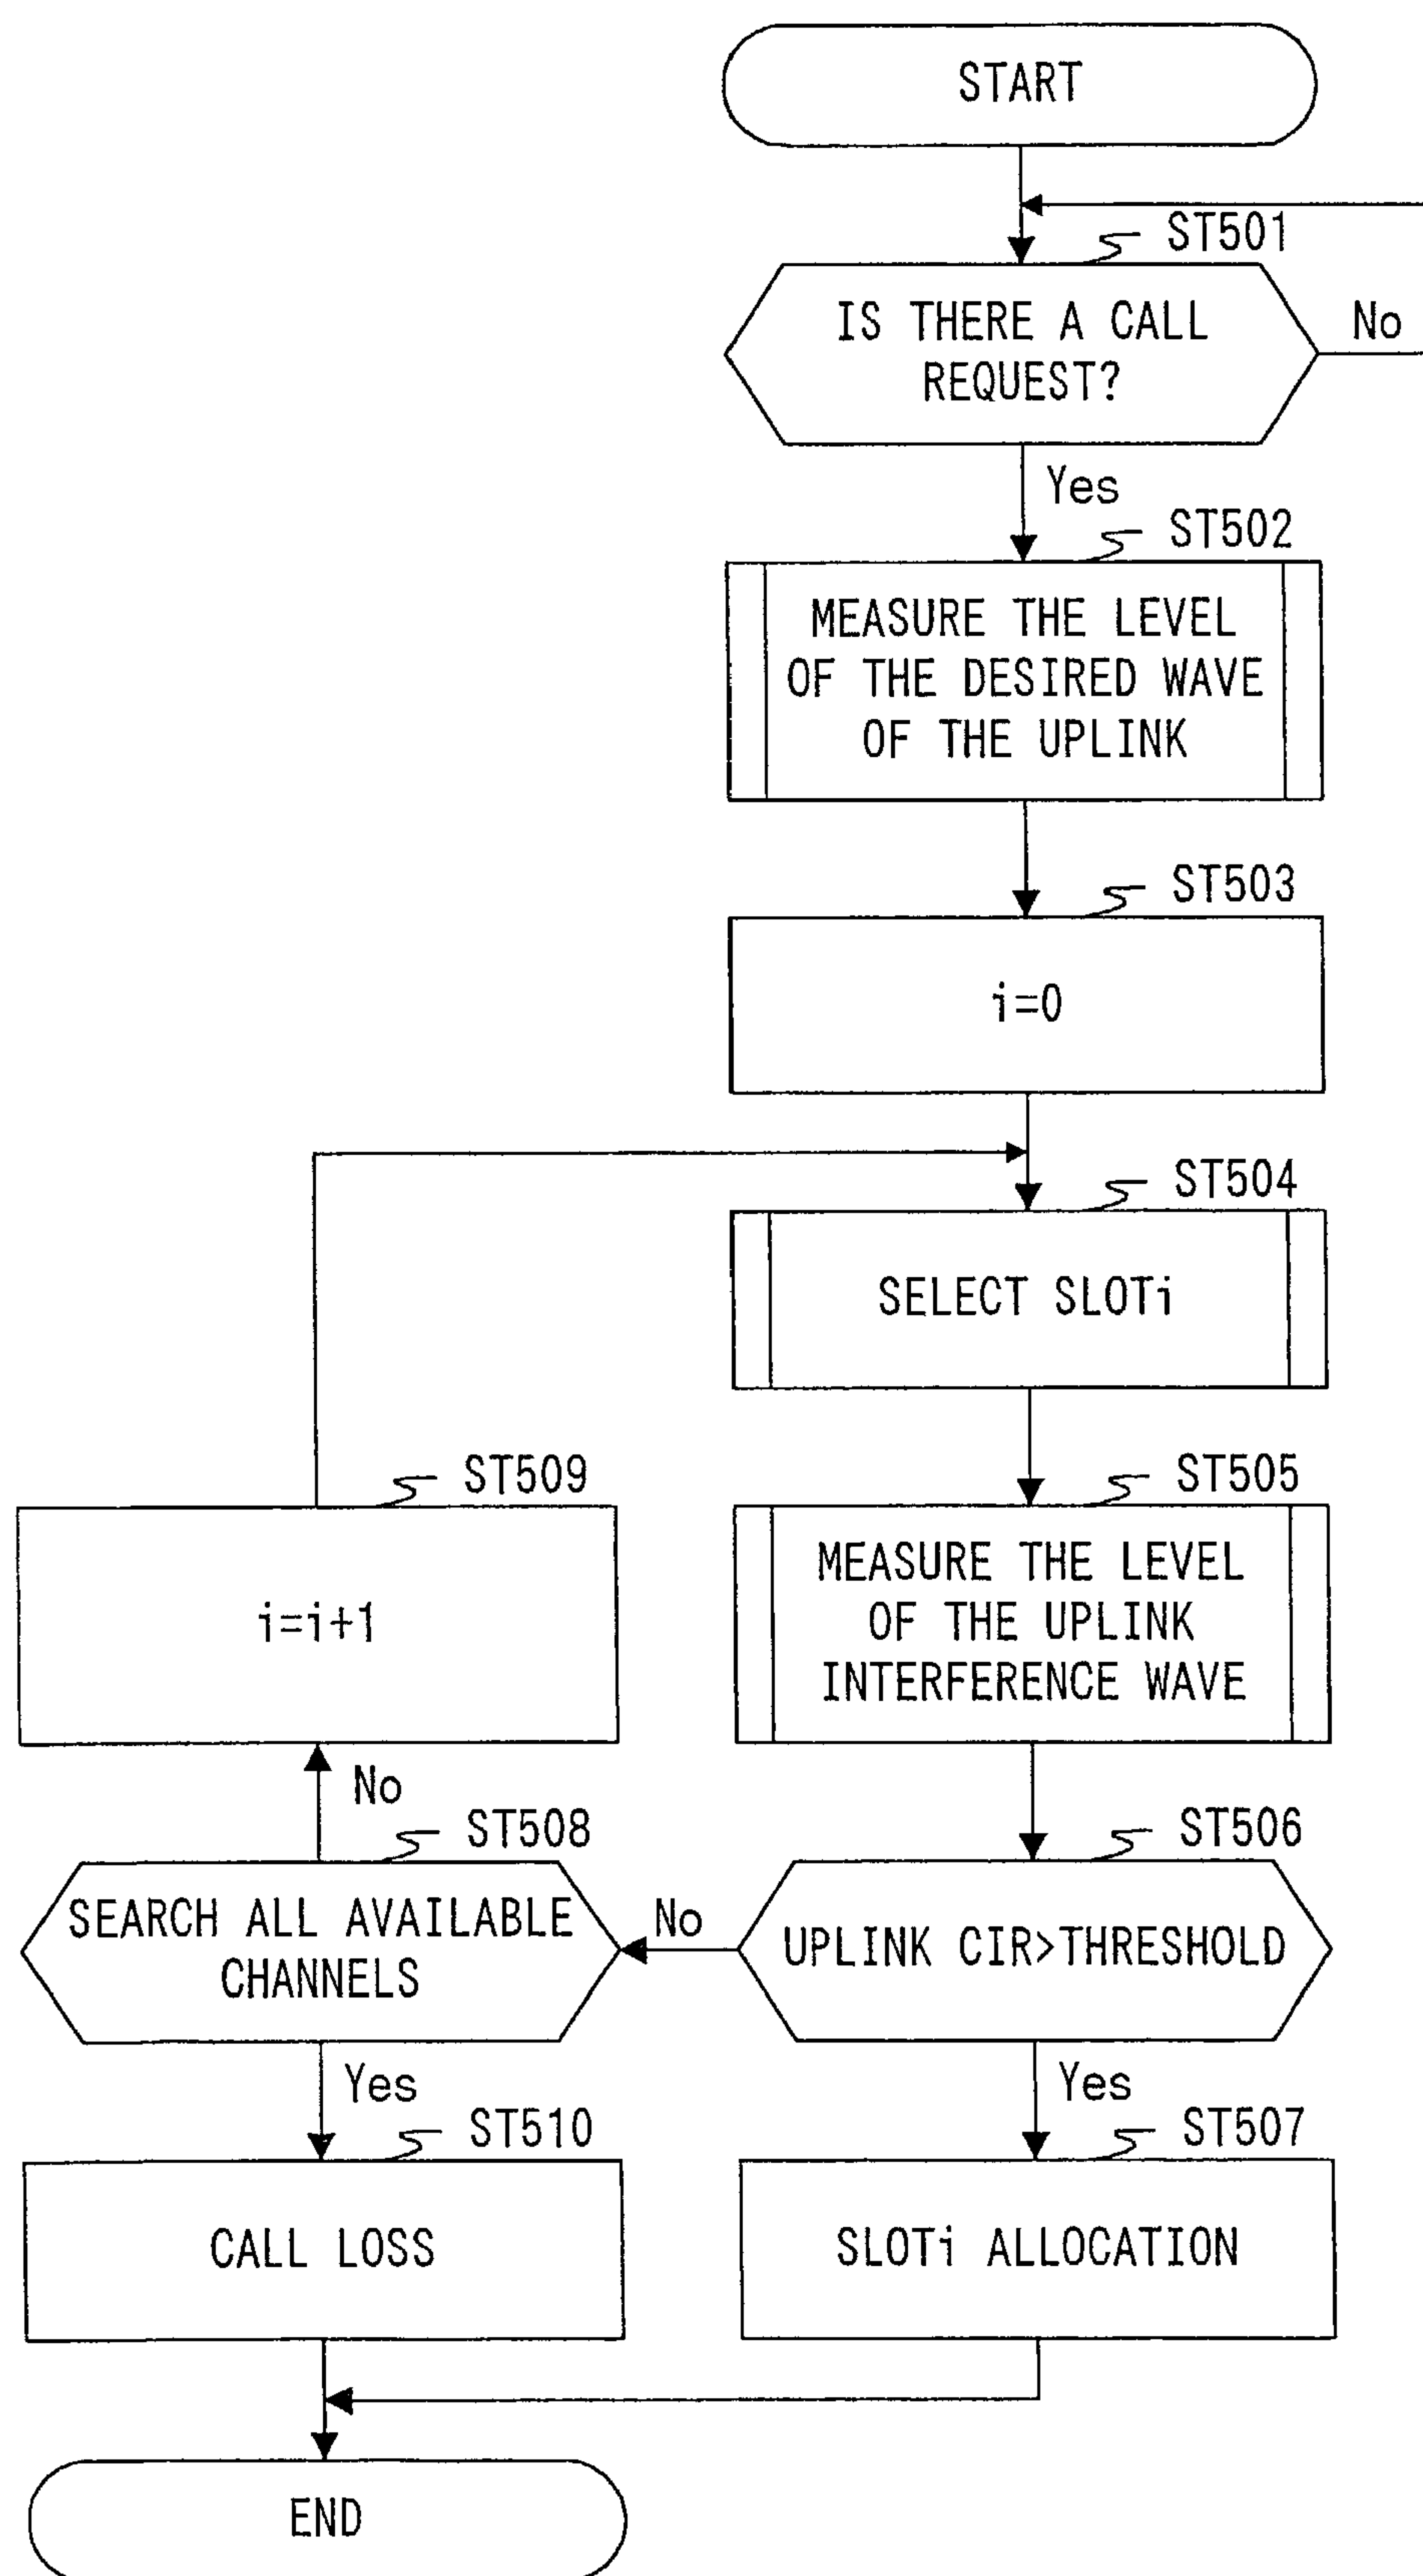 START
ST501
IS THERE A CALL
REQUEST?
No
Yes
ST502
MEASURE THE LEVEL
OF THE DESIRED WAVE
OF THE UPLINK
ST503
i=0
ST504
SELECT SLOTi
ST509
i=i+1
ST505
MEASURE THE LEVEL
OF THE UPLINK
INTERFERENCE WAVE
No
ST508
SEARCH ALL AVAILABLE
CHANNELS
No
ST506
UPLINK CIR>THRESHOLD
Yes
ST510
CALL LOSS
Yes
ST507
SLOTi ALLOCATION
END